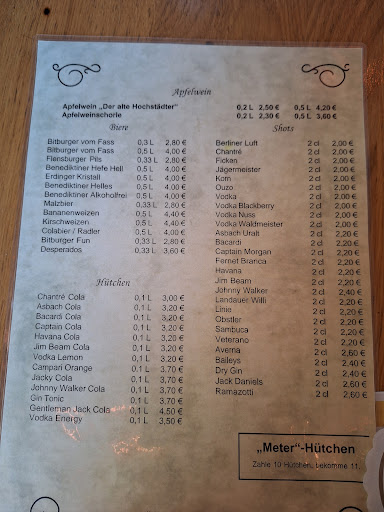 Apfelwein
Apfelwein „Der alte Hochstädter" 0,2 L 2,50 € 0,5 L 4,20 €
Apfelweinschorle 0,2 L 2,30 € 0,5 L 3,60 €
Biere
Bitburger vom Fass 0,3 L 2,80 €
Bitburger vom Fass 0,5 L 4,00 €
Flensburger Pils 0,33 L 2,80 €
Benediktiner Hefe Hell 0,5 L 4,00 €
Erdinger Kristall 0,5 L 4,00 €
Benediktiner Helles 0,5 L 4,00 €
Benediktiner Alkoholfrei 0,5 L 4,00 €
Malzbier 0,33 L 2,80 €
Bananenweizen 0,5 L 4,40 €
Kirschweizen 0,5 L 4,40 €
Colabier / Radler 0,5 L 4,00 €
Bitburger Fun 0,33 L 2,80 €
Desperados 0,33 L 3,60 €
Hütchen
Chantré Cola 0,1 L 3,00 €
Asbach Cola 0,1 L 3,20 €
Bacardi Cola 0,1 L 3,20 €
Captain Cola 0,1 L 3,20 €
Havana Cola 0,1 L 3,20 €
Jim Beam Cola 0,1 L 3,20 €
Vodka Lemon 0,1 L 3,20 €
Campari Orange 0,1 L 3,70 €
Jacky Cola 0,1 L 3,70 €
Johnny Walker Cola 0,1 L 3,70 €
Gin Tonic 0,1 L 3,70 €
Gentleman Jack Cola 0,1 L 4,50 €
Vodka Energy 0,1 L 3,50 €
Shots
Berliner Luft 2 cl 2,00 €
Chantré 2 cl 2,00 €
Ficken 2 cl 2,00 €
Jägermeister 2 cl 2,00 €
Korn 2 cl 2,00 €
Ouzo 2 cl 2,00 €
Vodka 2 cl 2,00 €
Vodka Blackberry 2 cl 2,00 €
Vodka Nuss 2 cl 2,00 €
Vodka Waldmeister 2 cl 2,00 €
Asbach Uralt 2 cl 2,20 €
Bacardi 2 cl 2,20 €
Captain Morgan 2 cl 2,20 €
Fernet Branca 2 cl 2,20 €
Havana 2 cl 2,20 €
Jim Beam 2 cl 2,20 €
Johnny Walker 2 cl 2,40 €
Landauer Willi 2 cl 2,20 €
Linie 2 cl 2,20 €
Obstler 2 cl 2,20 €
Sambuca 2 cl 2,20 €
Veterano 2 cl 2,20 €
Averna 2 cl 2,60 €
Baileys 2 cl 2,60 €
Dry Gin 2 cl 2,40 €
Jack Daniels 2 cl 2,60 €
Ramazotti 2 cl 2,60 €
„Meter"-Hütchen
Zahle 10 Hütchen, bekomme 11.